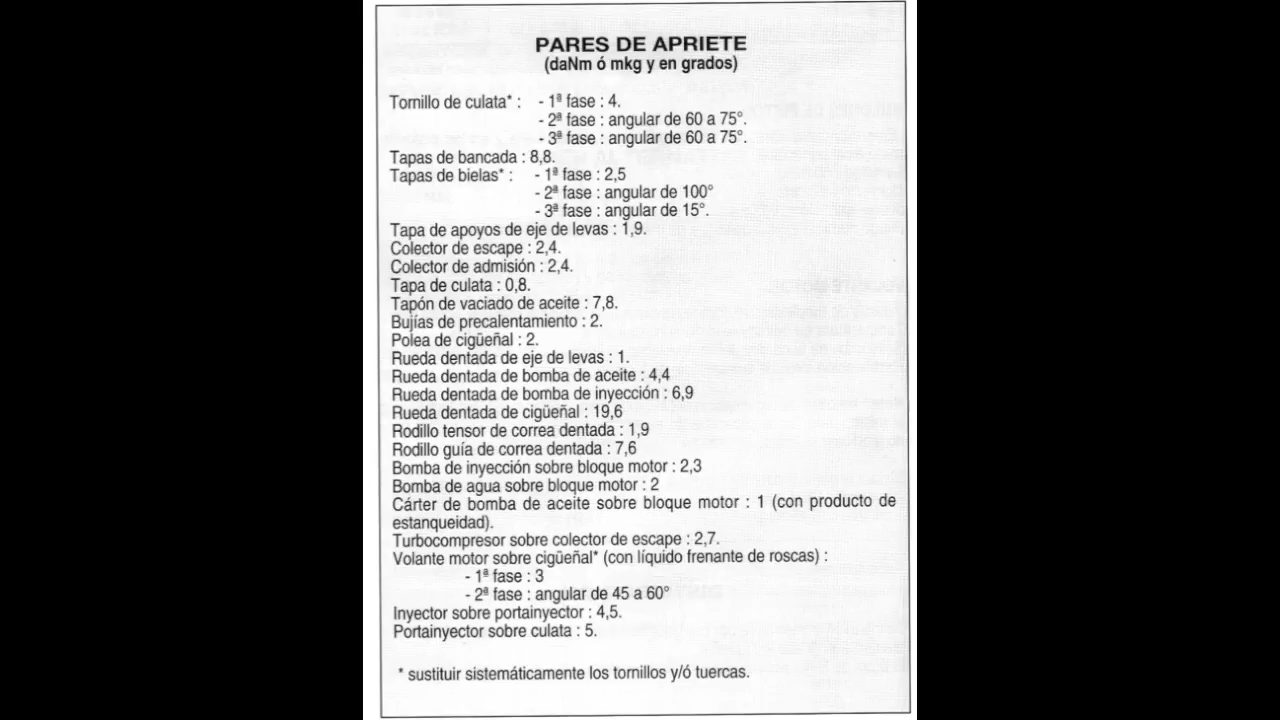 PARES DE APRIETE
(daNm ó mkg y en grados)
Tornillo de culata* : - 1ª fase : 4.
- 2ª fase : angular de 60 a 75°.
- 3ª fase : angular de 60 a 75°.
Tapas de bancada : 8,8.
Tapas de bielas* : - 1ª fase : 2,5
- 2ª fase : angular de 100°
- 3ª fase : angular de 15°.
Tapa de apoyos de eje de levas : 1,9.
Colector de escape : 2,4.
Colector de admisión : 2,4.
Tapa de culata : 0,8.
Tapón de vaciado de aceite : 7,8.
Bujías de precalentamiento : 2.
Polea de cigüeñal : 2.
Rueda dentada de eje de levas : 1.
Rueda dentada de bomba de aceite : 4,4
Rueda dentada de bomba de inyección : 6,9
Rueda dentada de cigüeñal : 19,6
Rodillo tensor de correa dentada : 1,9
Rodillo guía de correa dentada : 7,6
Bomba de inyección sobre bloque motor : 2,3
Bomba de agua sobre bloque motor : 2
Cárter de bomba de aceite sobre bloque motor : 1 (con producto de
estanqueidad).
Turbocompresor sobre colector de escape : 2,7.
Volante motor sobre cigüeñal* (con líquido frenante de roscas) :
- 1ª fase : 3
- 2ª fase : angular de 45 a 60°
Inyector sobre portainyector : 4,5.
Portainyector sobre culata : 5.
* sustituir sistemáticamente los tornillos y/ó tuercas.